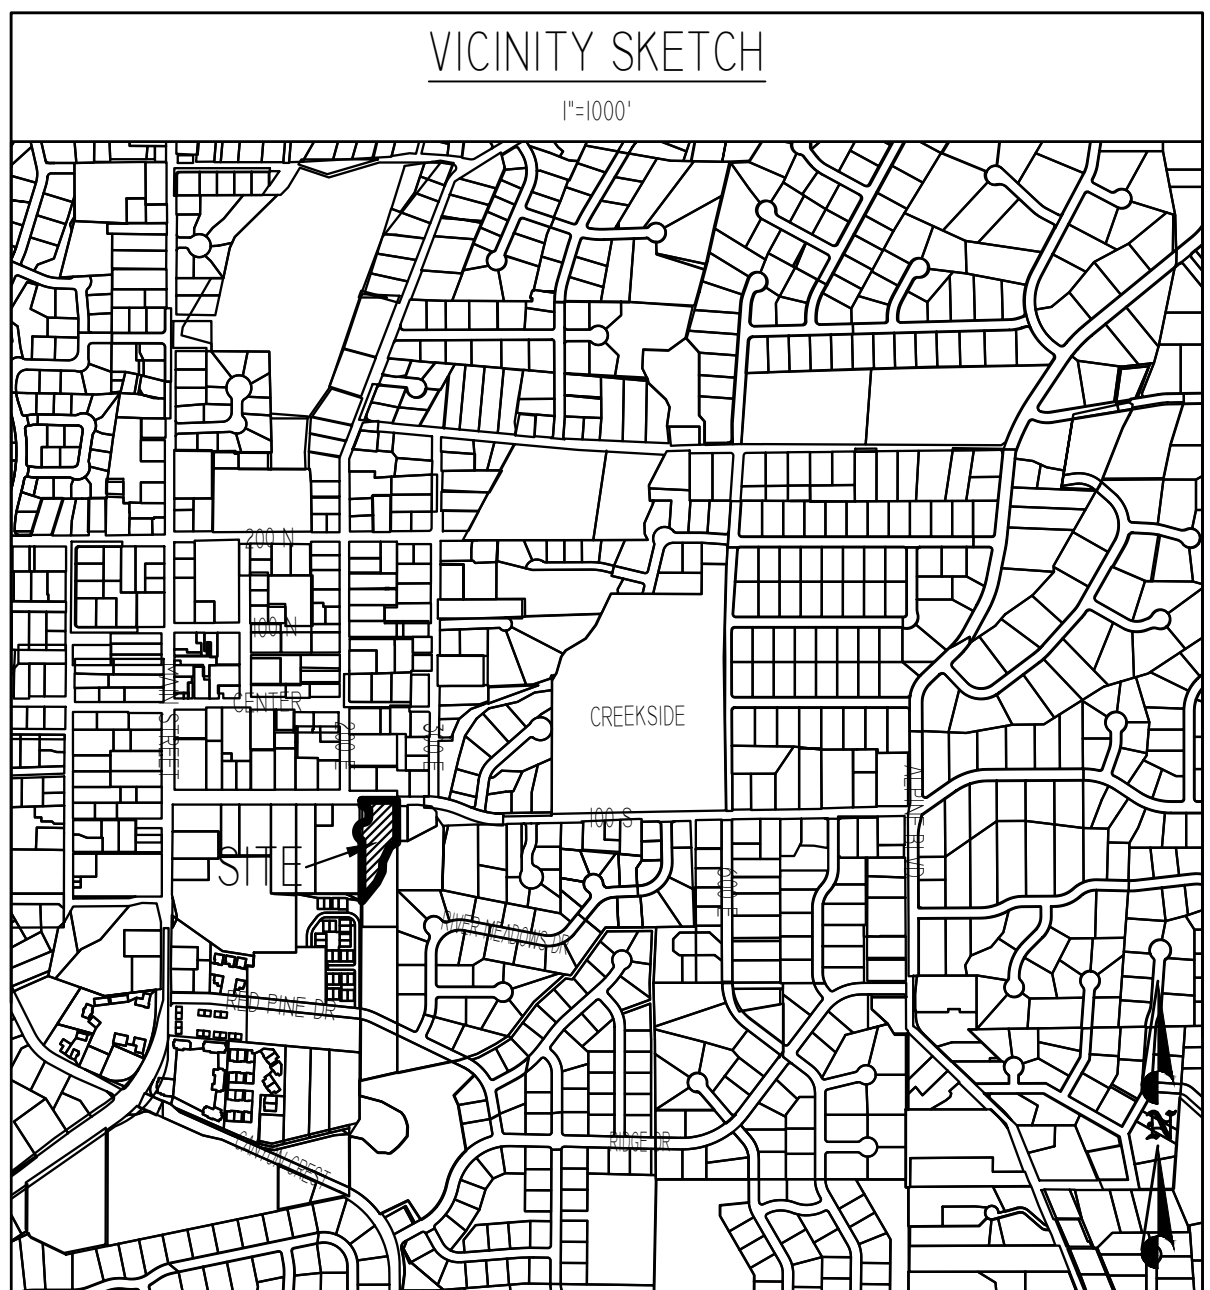 VICINITY SKETCH
1"=1000'
200 N
100 N
MAIN STREET
CENTER
200 E
300 E
CREEKSIDE
ALPINE BLVD
100 S
SITE
600 E
RIVER MEADOWS DR
RED PINE DR
N
RIDGE DR
CANYON CREST